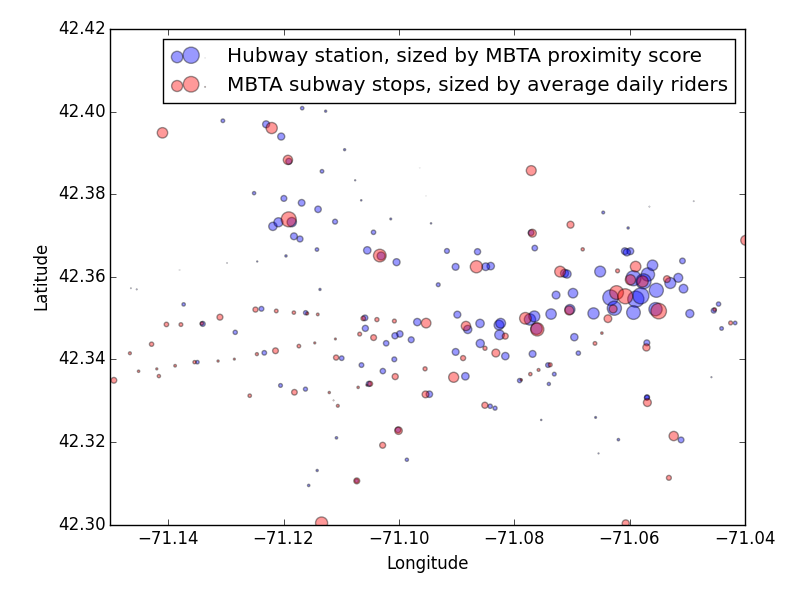 42.42
Hubway station, sized by MBTA proximity score
MBTA subway stops, sized by average daily riders
42.40
42.38
42.36
42.34
42.32
42.30
Latitude
−71.14 −71.12 −71.10 −71.08 −71.06 −71.04
Longitude